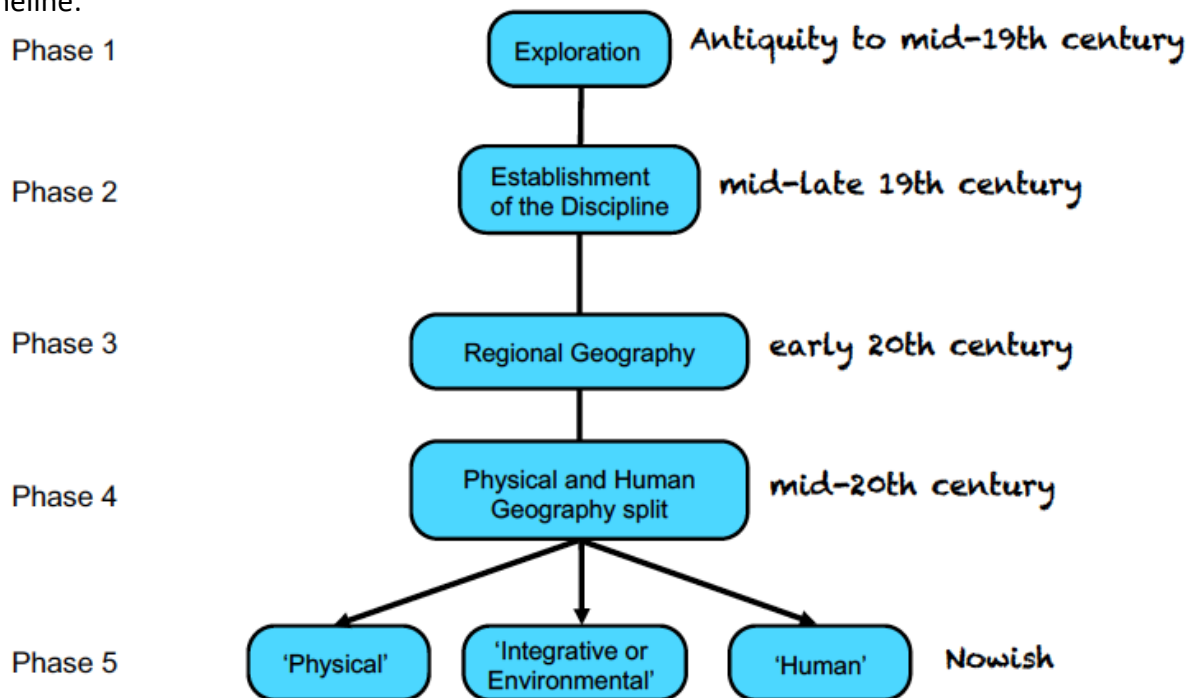 Phase 1
Exploration
Antiquity to mid-19th century
Phase 2
Establishment
of the Discipline
mid-late 19th century
Phase 3
Regional Geography
early 20th century
Phase 4
Physical and Human
Geography split
mid-20th century
Phase 5
‘Physical’
‘Integrative or
Environmental’
‘Human’
Nowish